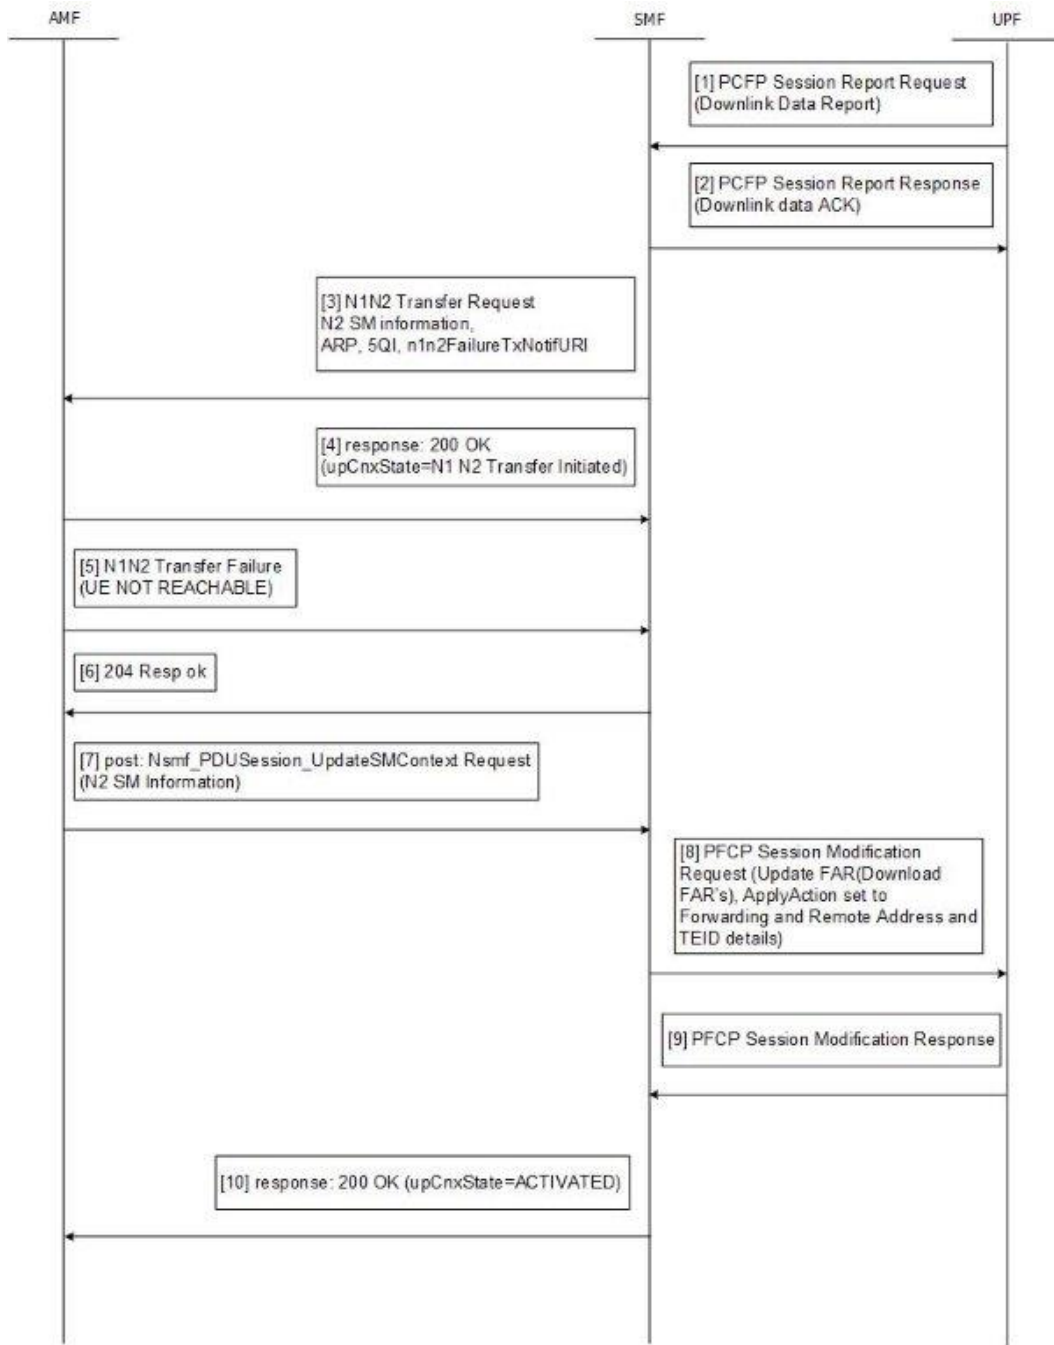 AMF
SMF
UPF
[1] PCFP Session Report Request
(Downlink Data Report)
[2] PCFP Session Report Response
(Downlink data ACK)
[3] N1N2 Transfer Request
N2 SM information,
ARP, 5QI, n1n2FailureTxNotifURI
[4] response: 200 OK
(upCnxState=N1 N2 Transfer Initiated)
[5] N1N2 Transfer Failure
(UE NOT REACHABLE)
[6] 204 Resp ok
[7] post: Nsmf_PDUSession_UpdateSMContext Request
(N2 SM Information)
[8] PFCP Session Modification
Request (Update FAR(Download
FAR's), ApplyAction set to
Forwarding and Remote Address and
TEID details)
[9] PFCP Session Modification Response
[10] response: 200 OK (upCnxState=ACTIVATED)